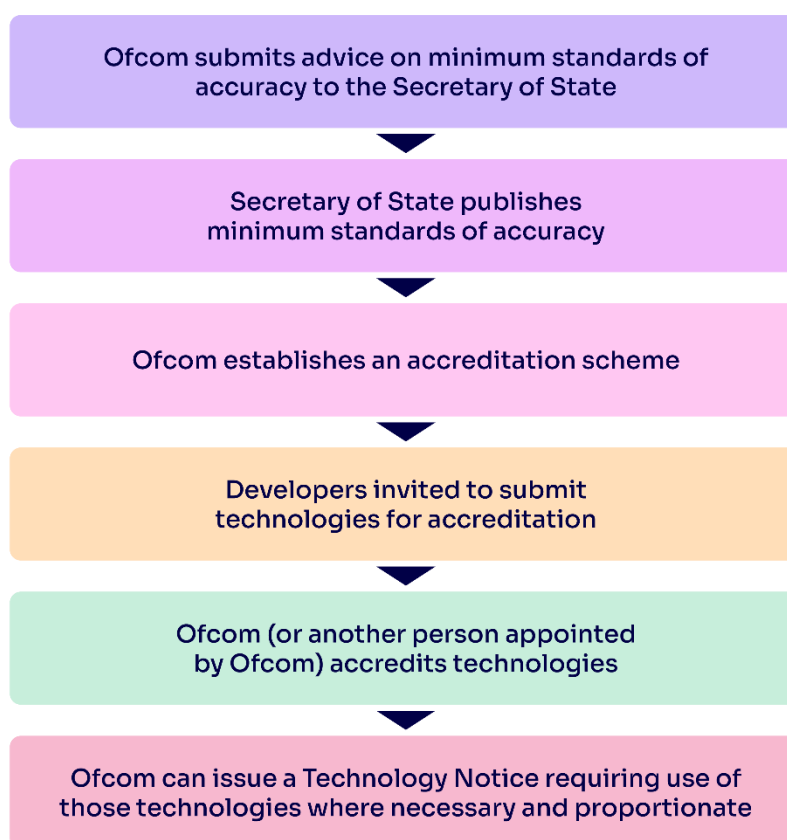 Ofcom submits advice on minimum standards of
accuracy to the Secretary of State
Secretary of State publishes
minimum standards of accuracy
Ofcom establishes an accreditation scheme
Developers invited to submit
technologies for accreditation
Ofcom (or another person appointed
by Ofcom) accredits technologies
Ofcom can issue a Technology Notice requiring use of
those technologies where necessary and proportionate